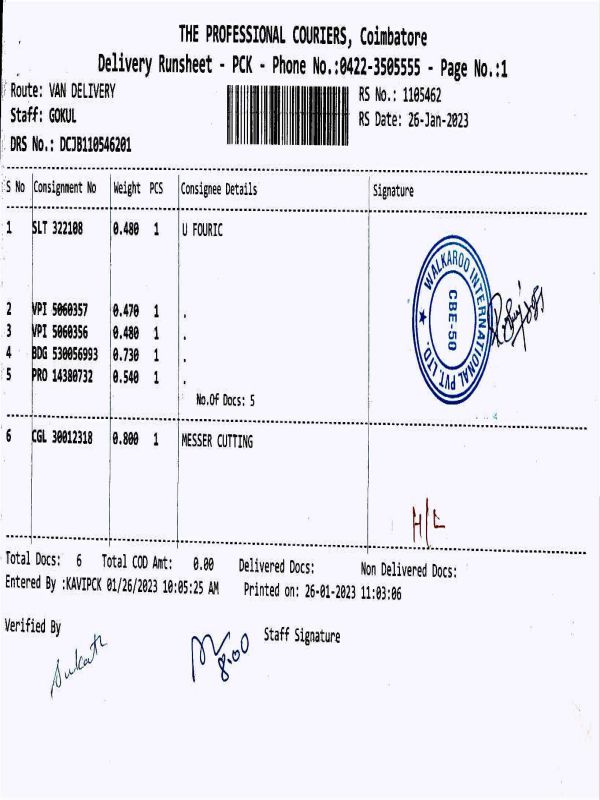 THE PROFESSIONAL COURIERS, Coimbatore
Delivery Runsheet - PCK - Phone No.:0422-3505555 - Page No.:1
Route: VAN DELIVERY
RS No.: 1105462
Staff: GOKUL
RS Date: 26-Jan-2023
DRS No.: DCJB110546201
S No Consignment No Weight PCS Consignee Details Signature
1 SLT 322108 0.480 1 U FOURIC
WALKAROO INTERNATIONAL PVT. LTD. ★
CBE-50
2 VPI 5060357 0.470 1 .
3 VPI 5060356 0.480 1 .
4 BDG 530056993 0.730 1 .
5 PRO 14380732 0.540 1 .
No.Of Docs: 5
6 CGL 30012318 0.800 1 MESSER CUTTING
H/L
Total Docs: 6 Total COD Amt: 0.00 Delivered Docs: Non Delivered Docs:
Entered By :KAVIPCK 01/26/2023 10:05:25 AM Printed on: 26-01-2023 11:03:06
Verified By
Staff Signature
8.00